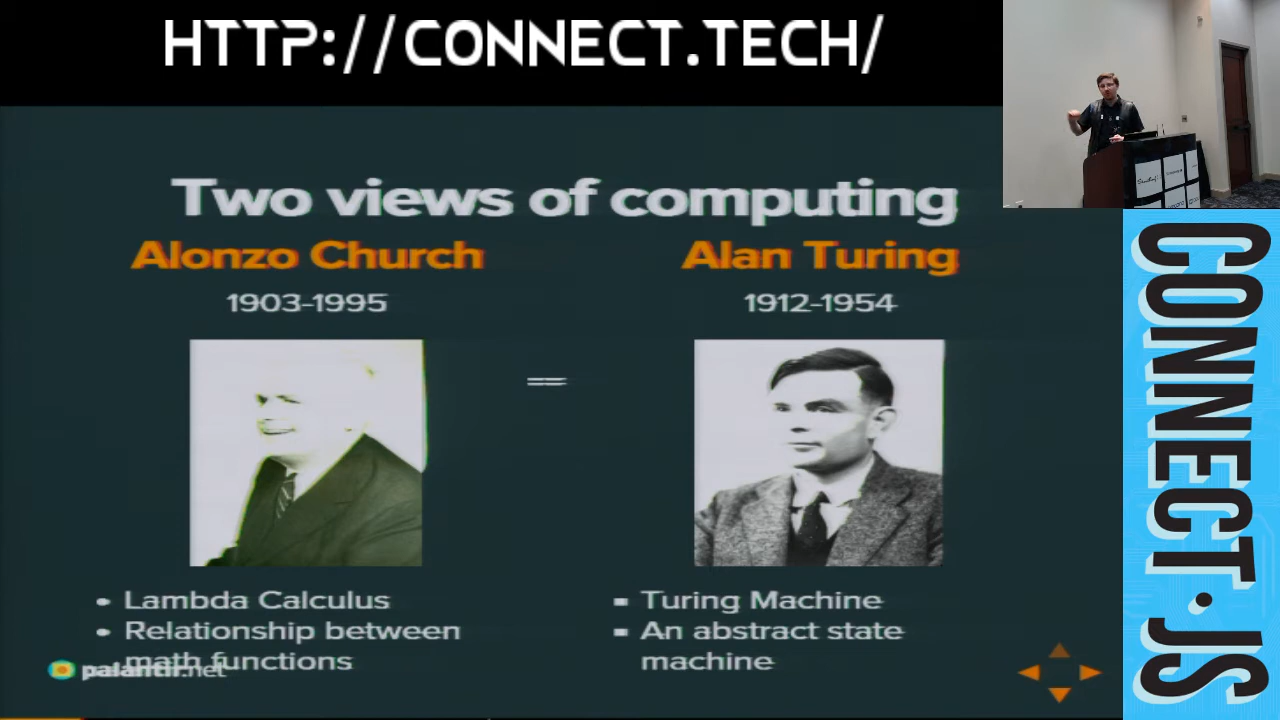 HTTP://CONNECT.TECH/
Two views of computing
Alonzo Church
1903-1995
=
Alan Turing
1912-1954
• Lambda Calculus
• Relationship between
math functions
▪ Turing Machine
▪ An abstract state
machine
palantir.net
CONNECT·JS